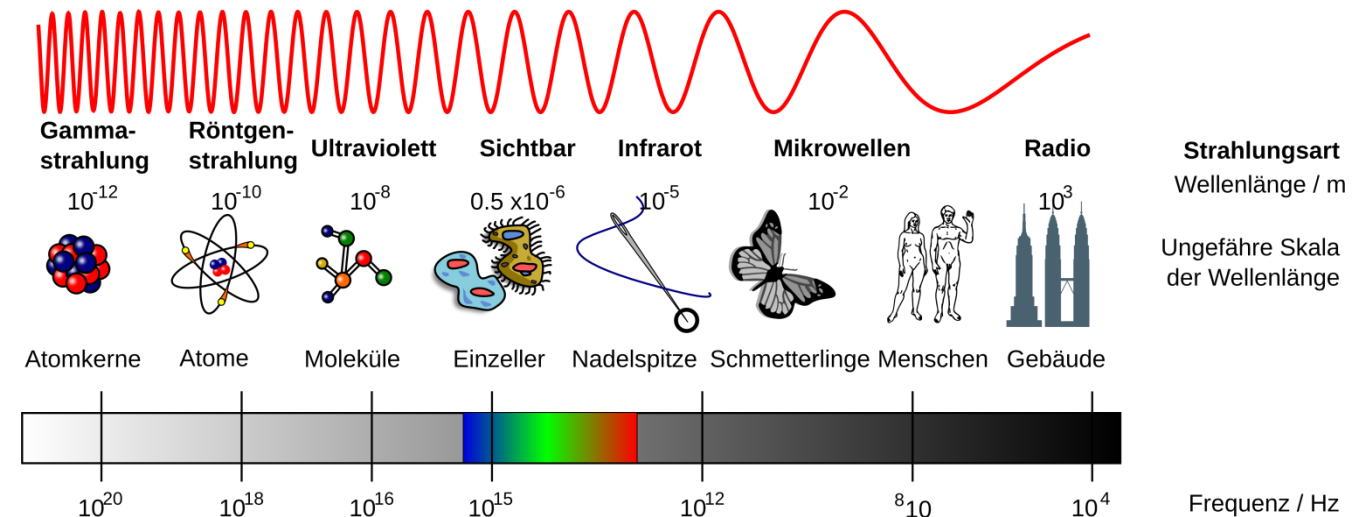 Gamma-
strahlung
Röntgen-
strahlung
Ultraviolett
Sichtbar
Infrarot
Mikrowellen
Radio
Strahlungsart
10⁻¹²
10⁻¹⁰
10⁻⁸
0.5 x10⁻⁶
10⁻⁵
10⁻²
10³
Wellenlänge / m
Ungefähre Skala
der Wellenlänge
Atomkerne
Atome
Moleküle
Einzeller
Nadelspitze
Schmetterlinge
Menschen
Gebäude
10²⁰
10¹⁸
10¹⁶
10¹⁵
10¹²
⁸10
10⁴
Frequenz / Hz